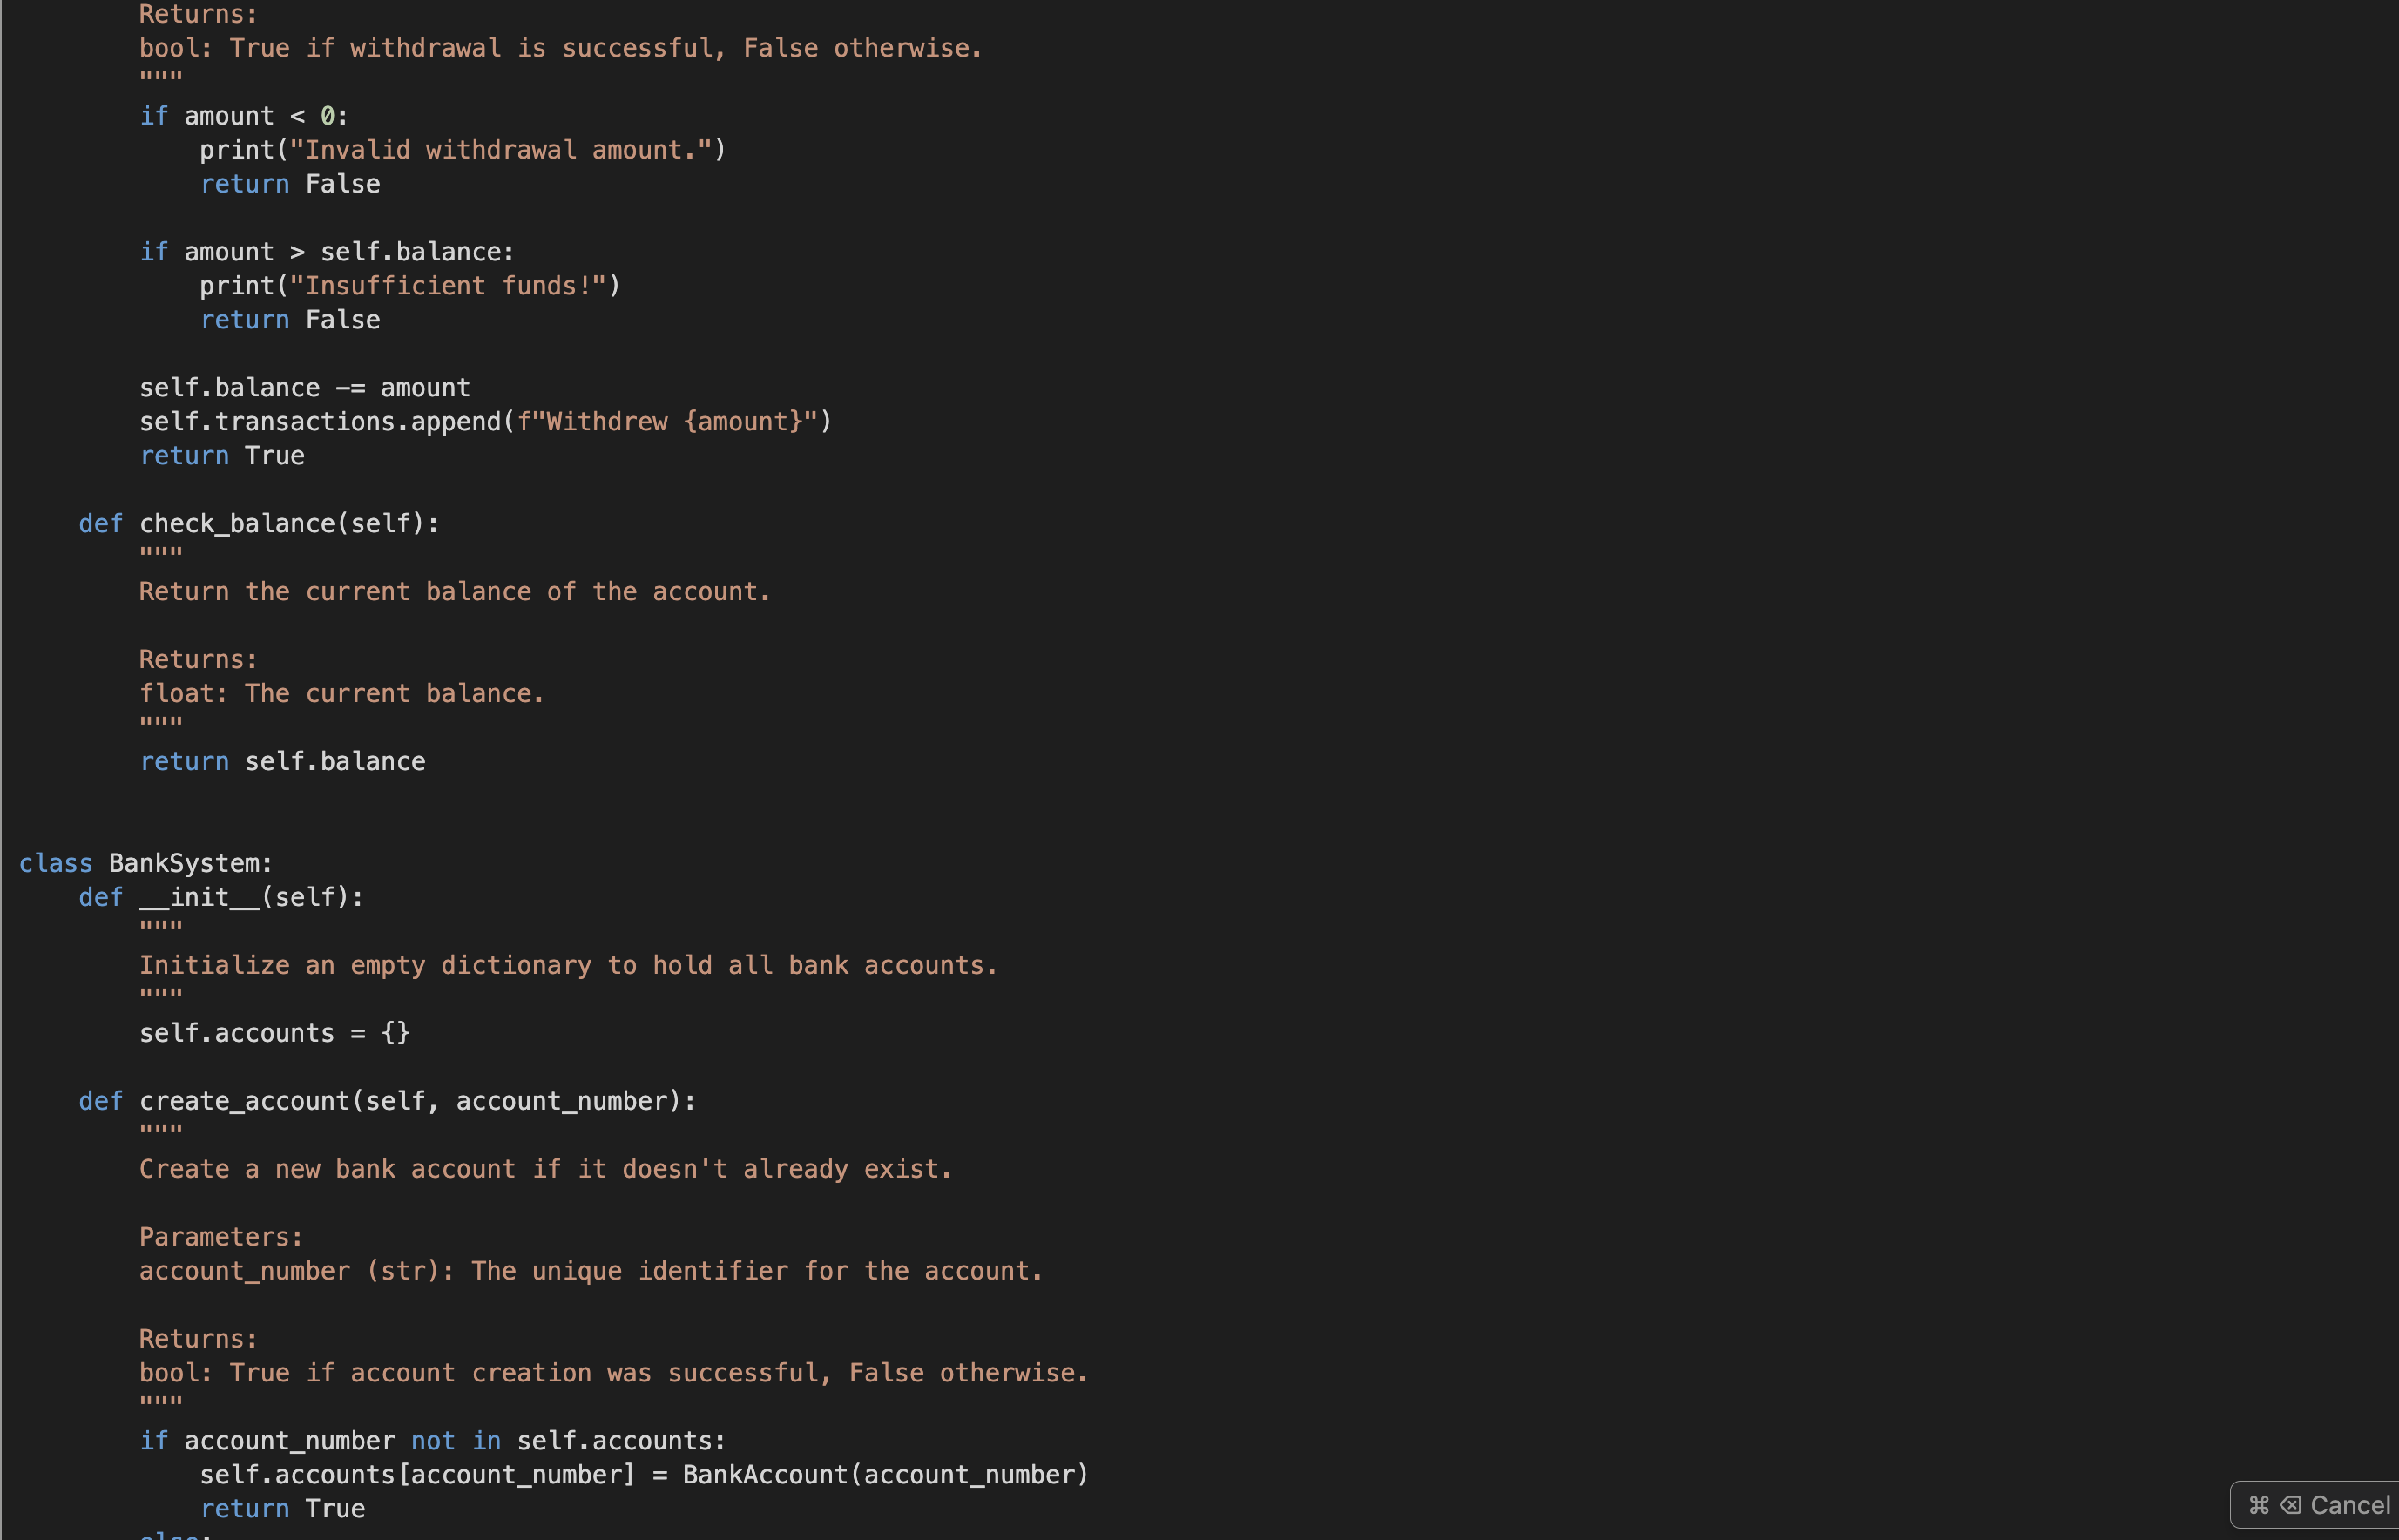 Returns:
        bool: True if withdrawal is successful, False otherwise.
        """
        if amount < 0:
            print("Invalid withdrawal amount.")
            return False

        if amount > self.balance:
            print("Insufficient funds!")
            return False

        self.balance -= amount
        self.transactions.append(f"Withdrew {amount}")
        return True

    def check_balance(self):
        """
        Return the current balance of the account.

        Returns:
        float: The current balance.
        """
        return self.balance


class BankSystem:
    def __init__(self):
        """
        Initialize an empty dictionary to hold all bank accounts.
        """
        self.accounts = {}

    def create_account(self, account_number):
        """
        Create a new bank account if it doesn't already exist.

        Parameters:
        account_number (str): The unique identifier for the account.

        Returns:
        bool: True if account creation was successful, False otherwise.
        """
        if account_number not in self.accounts:
            self.accounts[account_number] = BankAccount(account_number)
            return True
⌘ ⌫ Cancel
        else: